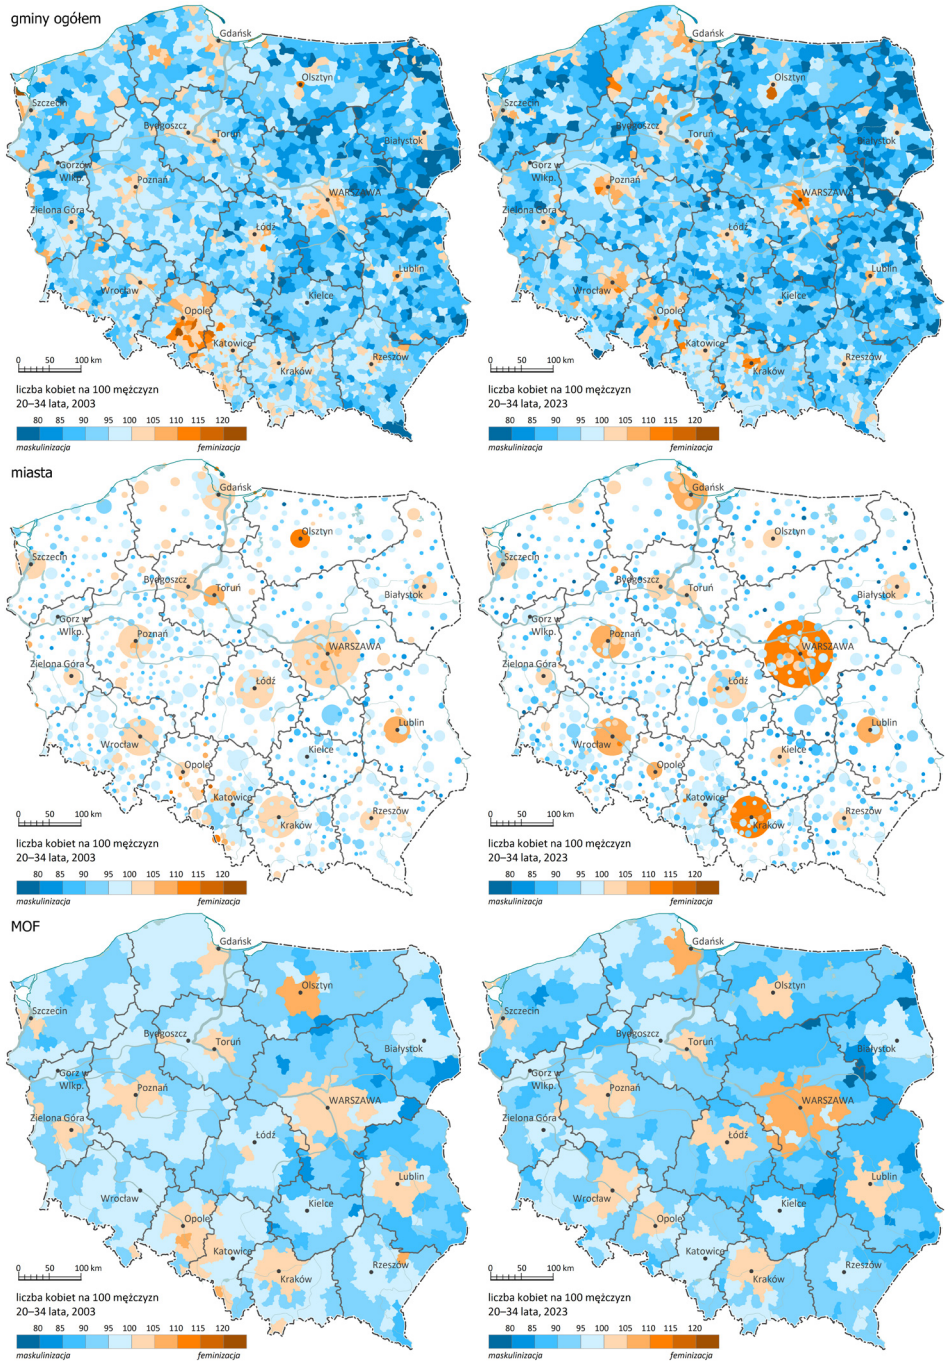 gminy ogółem
Gdańsk
Olsztyn
Szczecin
Bydgoszcz
Toruń
Białystok
Gorzów
Wlkp.
Poznań
WARSZAWA
Zielona Góra
Łódź
Lublin
Wrocław
Kielce
Opole
Katowice
Kraków
Rzeszów
0 50 100 km
liczba kobiet na 100 mężczyzn
20–34 lata, 2003
80 85 90 95 100 105 110 115 120
maskulinizacja feminizacja
Gdańsk
Olsztyn
Szczecin
Bydgoszcz
Toruń
Białystok
Gorz w
Wlkp.
Poznań
WARSZAWA
Zielona Góra
Łódź
Lublin
Wrocław
Kielce
Opole
Katowice
Kraków
Rzeszów
0 50 100 km
liczba kobiet na 100 mężczyzn
20–34 lata, 2023
80 85 90 95 100 105 110 115 120
maskulinizacja feminizacja
miasta
Gdańsk
Olsztyn
Szczecin
Bydgoszcz
Toruń
Białystok
Gorz w
Wlkp.
Poznań
WARSZAWA
Zielona Góra
Łódź
Lublin
Wrocław
Kielce
Opole
Katowice
Kraków
Rzeszów
0 50 100 km
liczba kobiet na 100 mężczyzn
20–34 lata, 2003
80 85 90 95 100 105 110 115 120
maskulinizacja feminizacja
Gdańsk
Olsztyn
Szczecin
Bydgoszcz
Toruń
Białystok
Gorz w
Wlkp.
Poznań
WARSZAWA
Zielona Góra
Łódź
Lublin
Wrocław
Kielce
Opole
Katowice
Kraków
Rzeszów
0 50 100 km
liczba kobiet na 100 mężczyzn
20–34 lata, 2023
80 85 90 95 100 105 110 115 120
maskulinizacja feminizacja
MOF
Gdańsk
Olsztyn
Szczecin
Bydgoszcz
Toruń
Białystok
Gorz w
Wlkp.
Poznań
WARSZAWA
Zielona Góra
Łódź
Lublin
Wrocław
Kielce
Opole
Katowice
Kraków
Rzeszów
0 50 100 km
liczba kobiet na 100 mężczyzn
20–34 lata, 2003
80 85 90 95 100 105 110 115 120
maskulinizacja feminizacja
Gdańsk
Olsztyn
Szczecin
Bydgoszcz
Toruń
Białystok
Gorz w
Wlkp.
Poznań
WARSZAWA
Zielona Góra
Łódź
Lublin
Wrocław
Kielce
Opole
Katowice
Kraków
Rzeszów
0 50 100 km
liczba kobiet na 100 mężczyzn
20–34 lata, 2023
80 85 90 95 100 105 110 115 120
maskulinizacja feminizacja